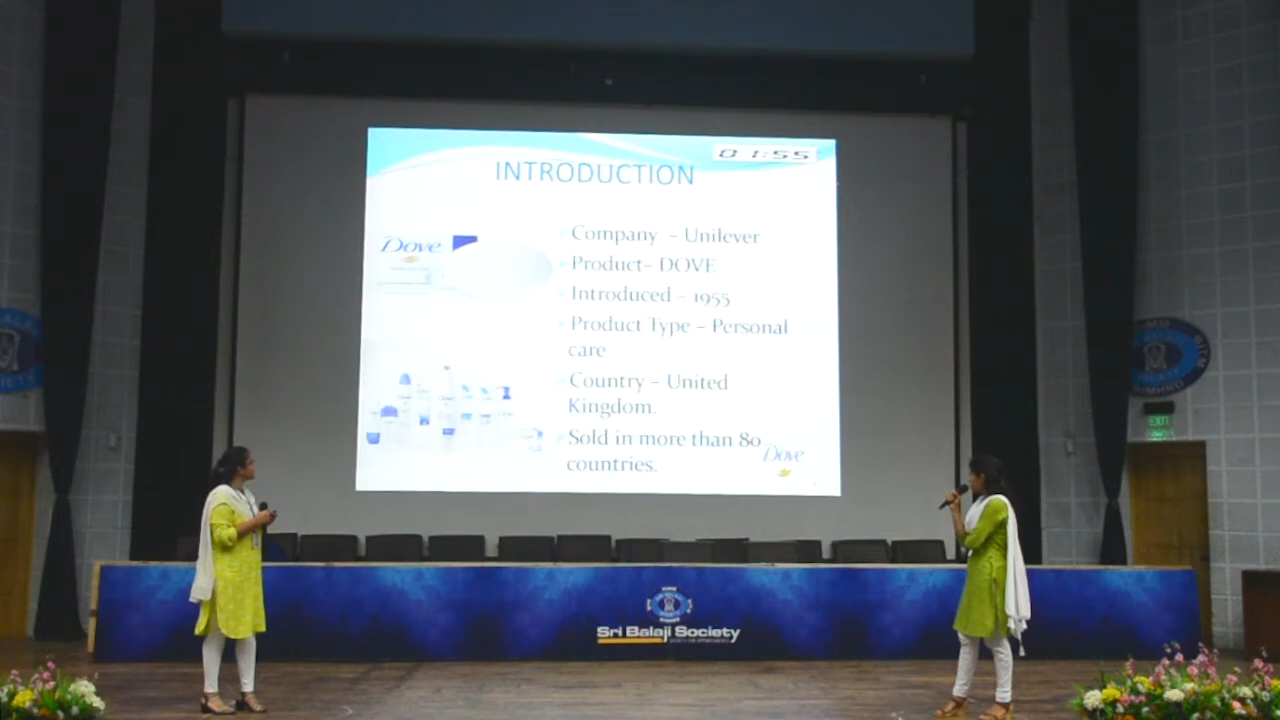 01:55
INTRODUCTION
Dove
Company – Unilever
Product– DOVE
Introduced – 1955
Product Type – Personal
care
Country – United
Kingdom.
Sold in more than 80
countries.
Dove
EXIT
SOCIETY
Sri Balaji Society